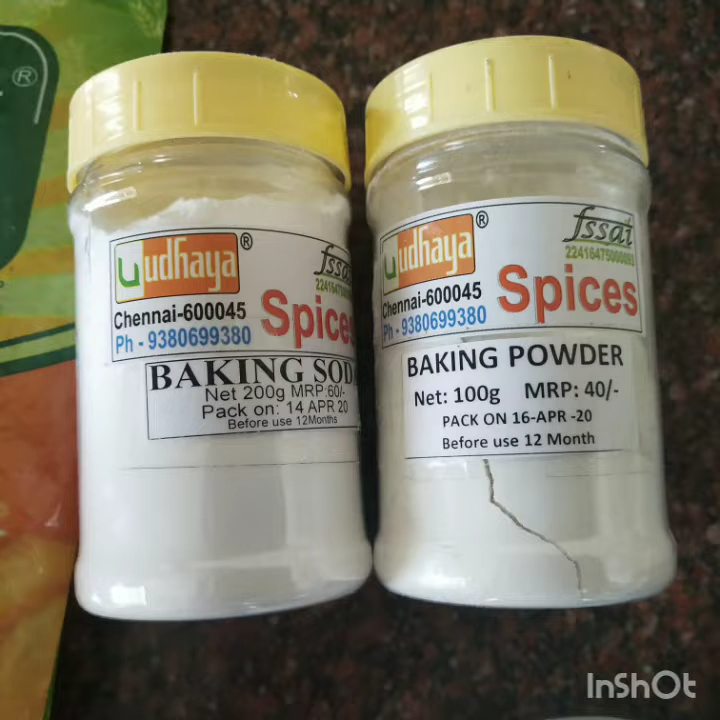 ®
udhaya®
fssai
Chennai-600045
Ph - 9380699380
Spices
BAKING SODA
Net 200g MRP:60/-
Pack on: 14 APR 20
Before use 12Months
udhaya®
fssai
Chennai-600045
Ph - 9380699380
Spices
BAKING POWDER
Net: 100g MRP: 40/-
PACK ON 16-APR -20
Before use 12 Month
InShOt